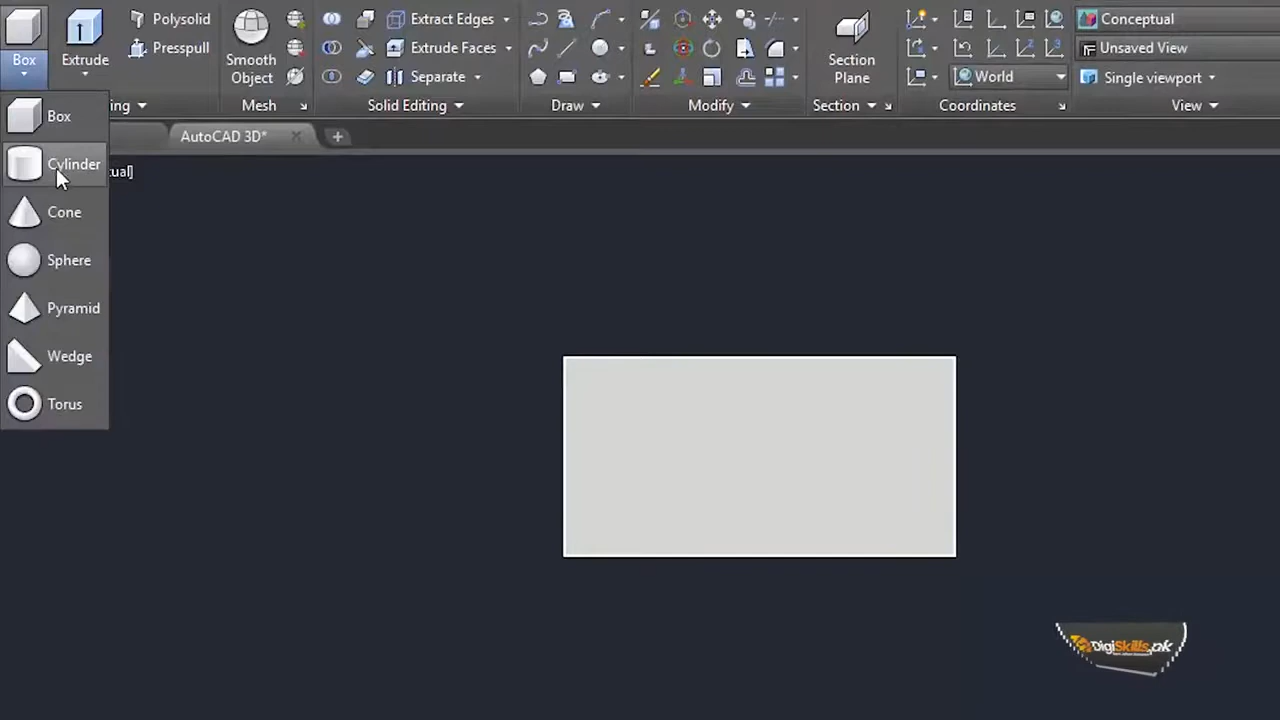 Polysolid
Presspull
Box
Extrude
Smooth
Object
Extract Edges
Extrude Faces
Separate
Section
Plane
World
Conceptual
Unsaved View
Single viewport
ing
Mesh
Solid Editing
Draw
Modify
Section
Coordinates
View
AutoCAD 3D*
tual]
Box
Cylinder
Cone
Sphere
Pyramid
Wedge
Torus
DigiSkills.pk